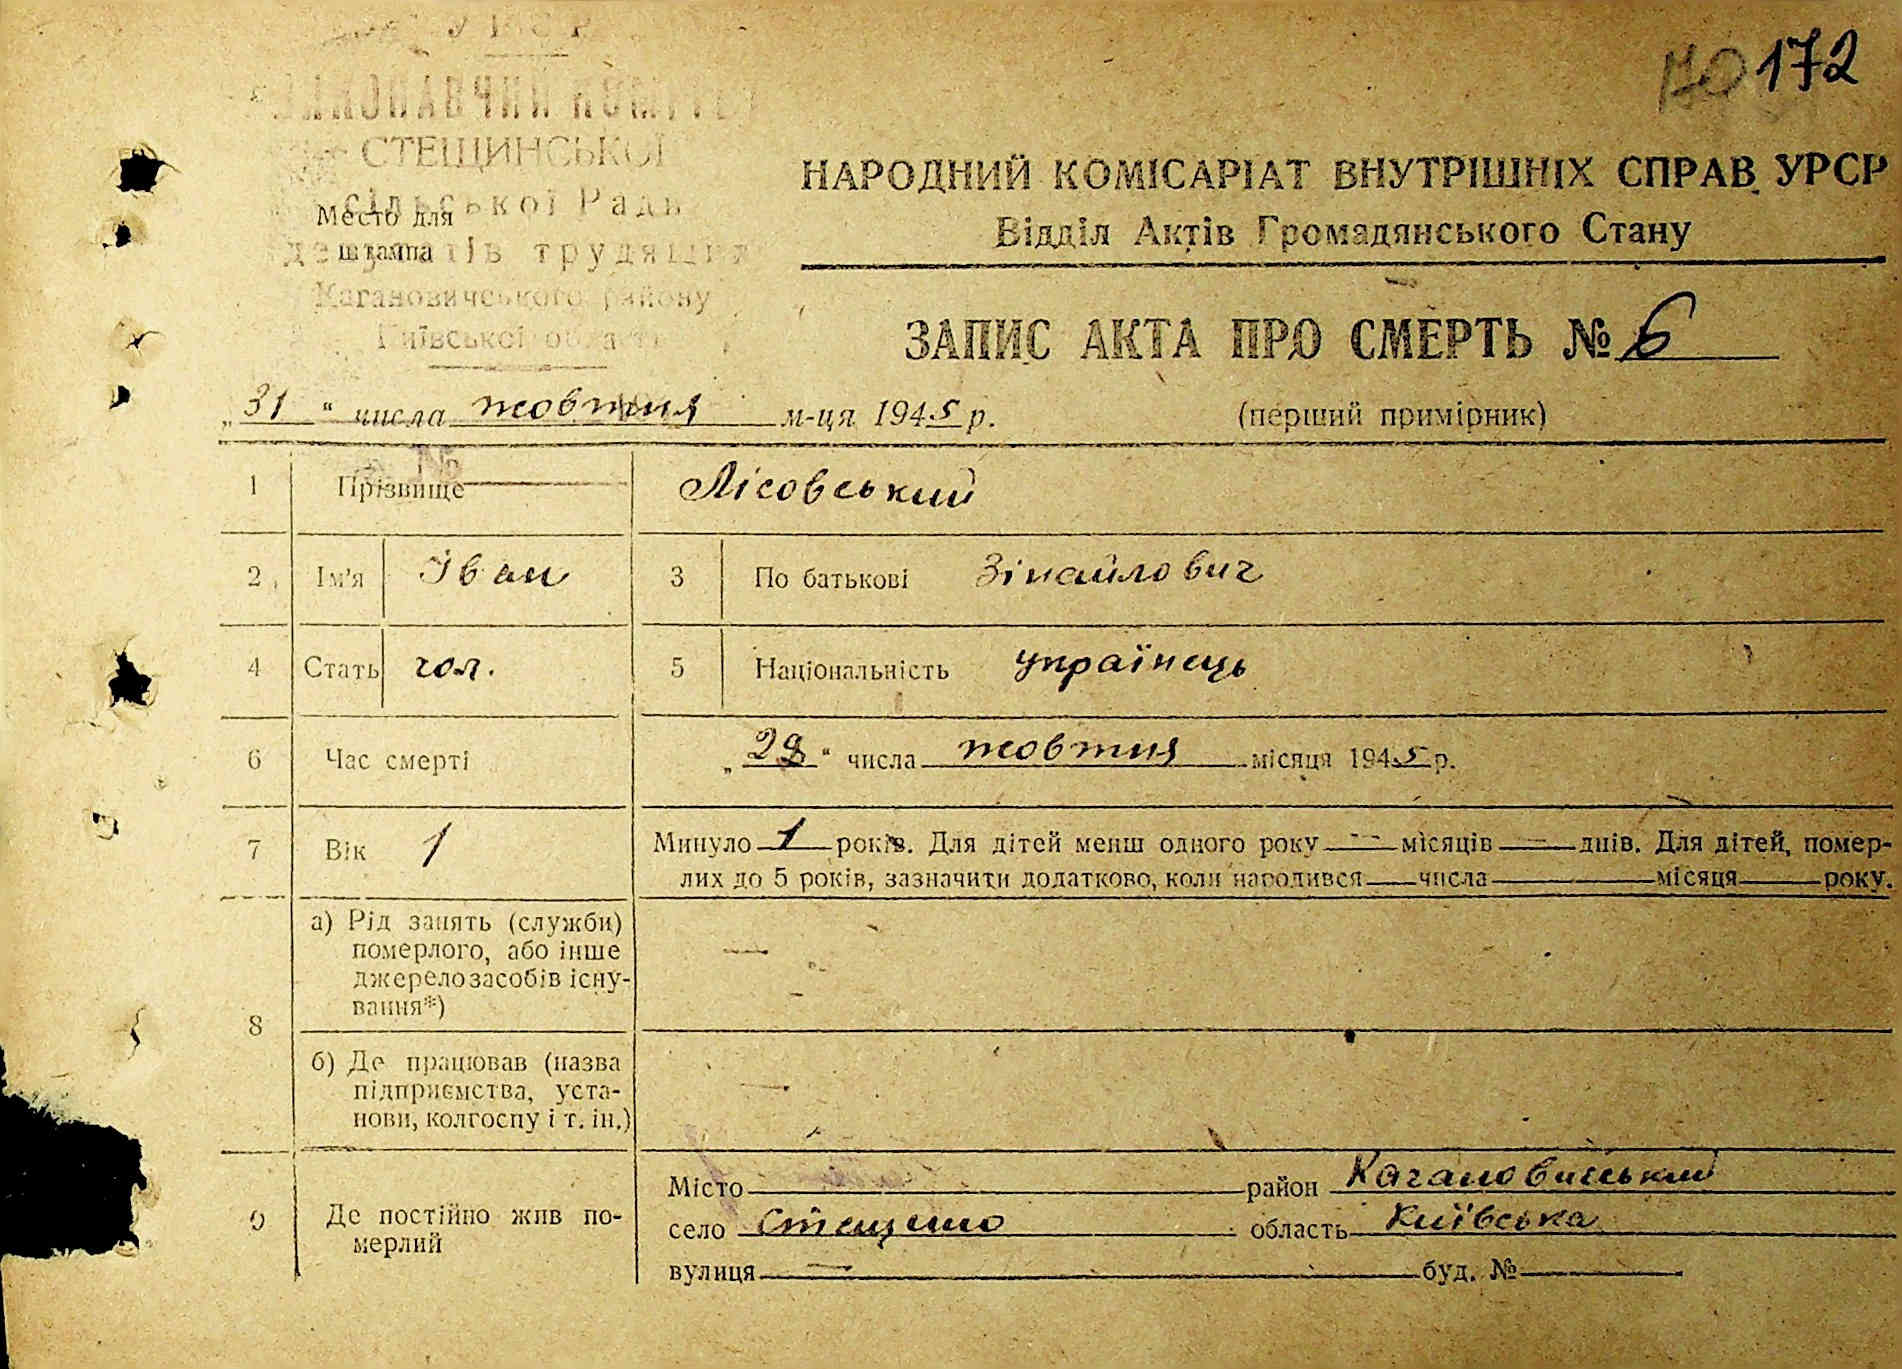 УРСР
ВИКОНАВЧИЙ КОМІТЕТ
СТЕЩИНСЬКОЇ
сільської Ради
депутатів трудящих
Кагановичського району
Київської області
Место для
штампа
170 172
НАРОДНИЙ КОМІСАРІАТ ВНУТРІШНІХ СПРАВ УРСР
Відділ Актів Громадянського Стану
ЗАПИС АКТА ПРО СМЕРТЬ № 6
„31" числа жовтня м-ця 1945 р.
(перший примірник)
1 Прізвище Лісовський
2 Ім'я Іван 3 По батькові
4 Стать чол. 5 Національність українець
6 Час смерті „28" числа жовтня місяця 1945 р.
7 Вік 1 Минуло 1 років. Для дітей менш одного року — місяців — днів. Для дітей, помер-
лих до 5 років, зазначити додатково, коли народився числа місяця року.
8 а) Рід занять (служби)
померлого, або інше
джерело засобів існу-
вання*) —
б) Де працював (назва
підприємства, уста-
нови, колгоспу і т. ін.) —
9 Де постійно жив по-
мерлий
Місто район Кагановичський
село Стещино область Київська
вулиця — буд. №